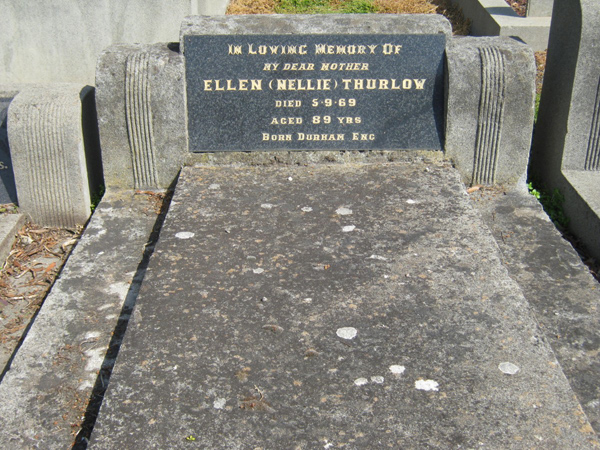 In Loving Memory Of
My Dear Mother
Ellen (Nellie) Thurlow
Died 5·9·69
Aged 89 yrs
Born Durham Eng